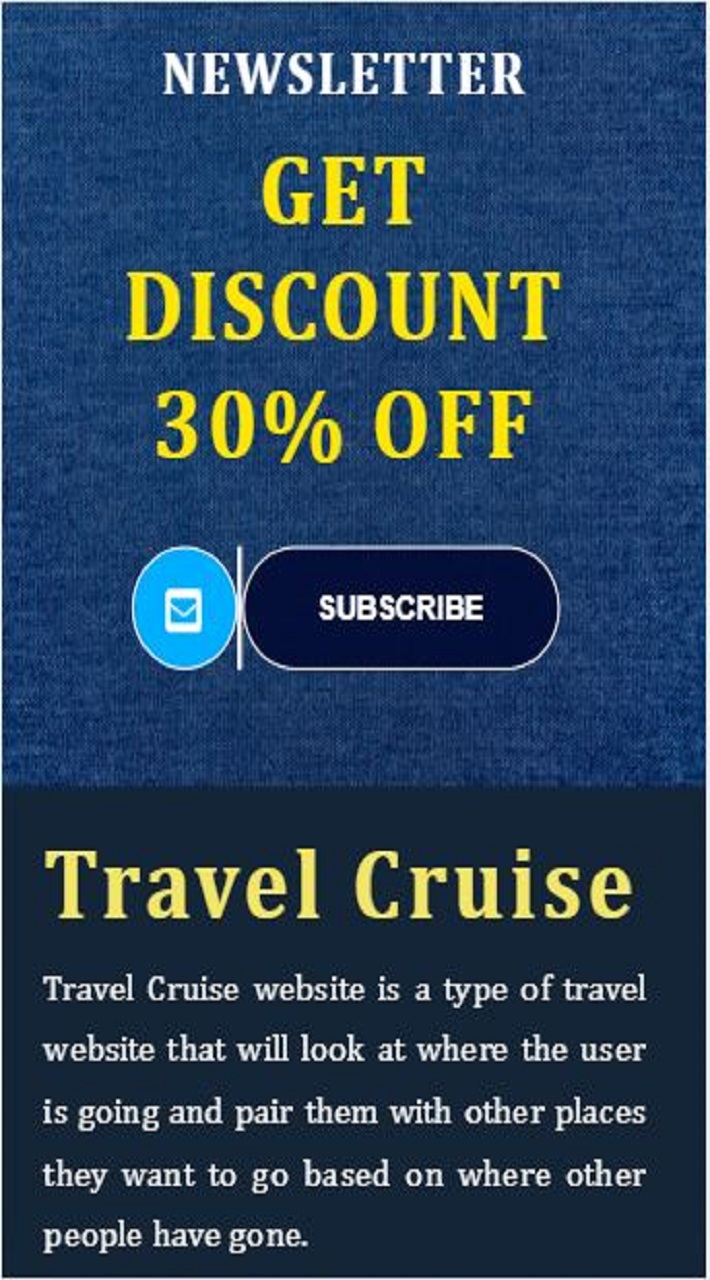 NEWSLETTER
GET
DISCOUNT
30% OFF
SUBSCRIBE
Travel Cruise
Travel Cruise website is a type of travel
website that will look at where the user
is going and pair them with other places
they want to go based on where other
people have gone.